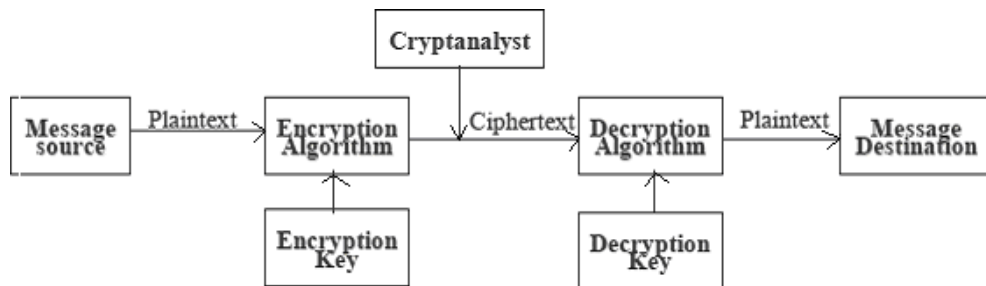 Cryptanalyst
Message
source
Plaintext
Encryption
Algorithm
Ciphertext
Decryption
Algorithm
Plaintext
Message
Destination
Encryption
Key
Decryption
Key